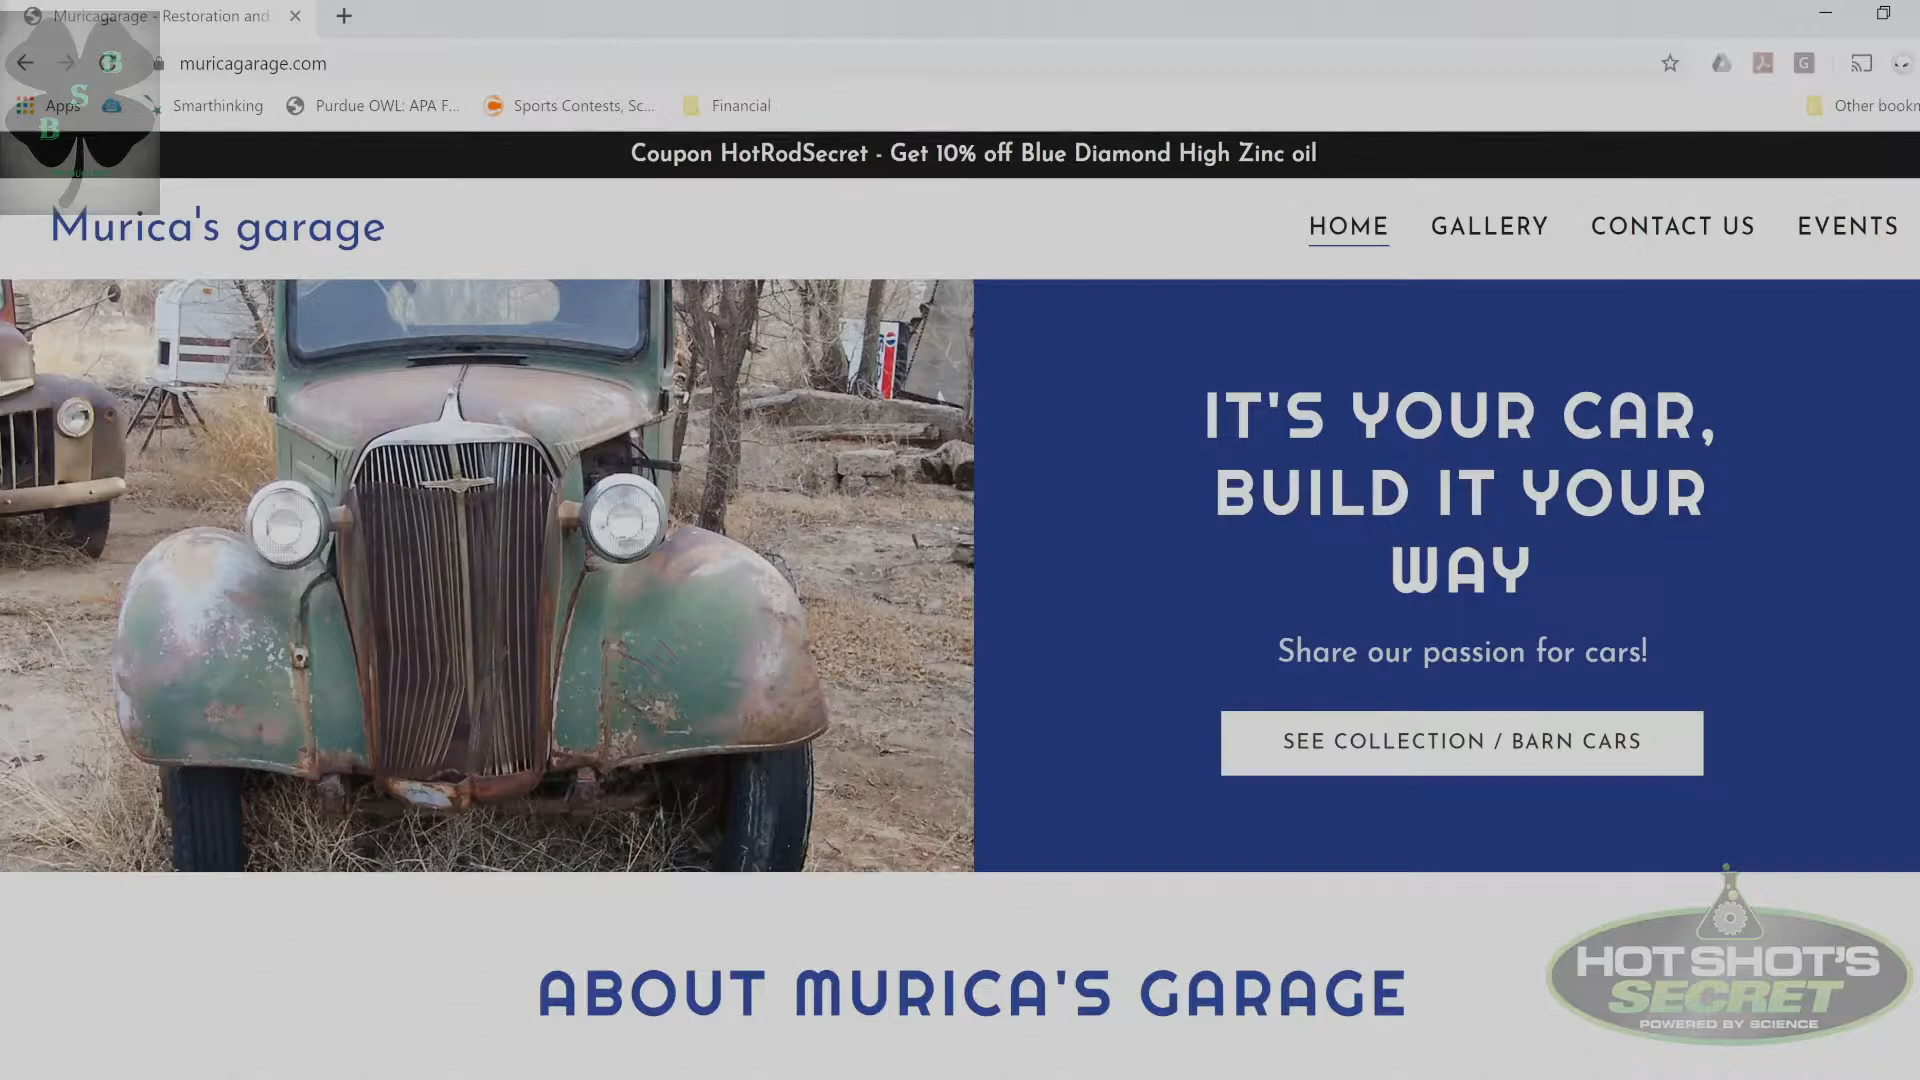 Muricagarage - Restoration and
muricagarage.com
Apps
Smarthinking
Purdue OWL: APA F...
Sports Contests, Sc...
Financial
Other bookm
B
S
B
Coupon HotRodSecret - Get 10% off Blue Diamond High Zinc oil
Murica's garage
HOME
GALLERY
CONTACT US
EVENTS
IT'S YOUR CAR,
BUILD IT YOUR
WAY
Share our passion for cars!
SEE COLLECTION / BARN CARS
ABOUT MURICA'S GARAGE
HOT SHOT'S
SECRET
POWERED BY SCIENCE